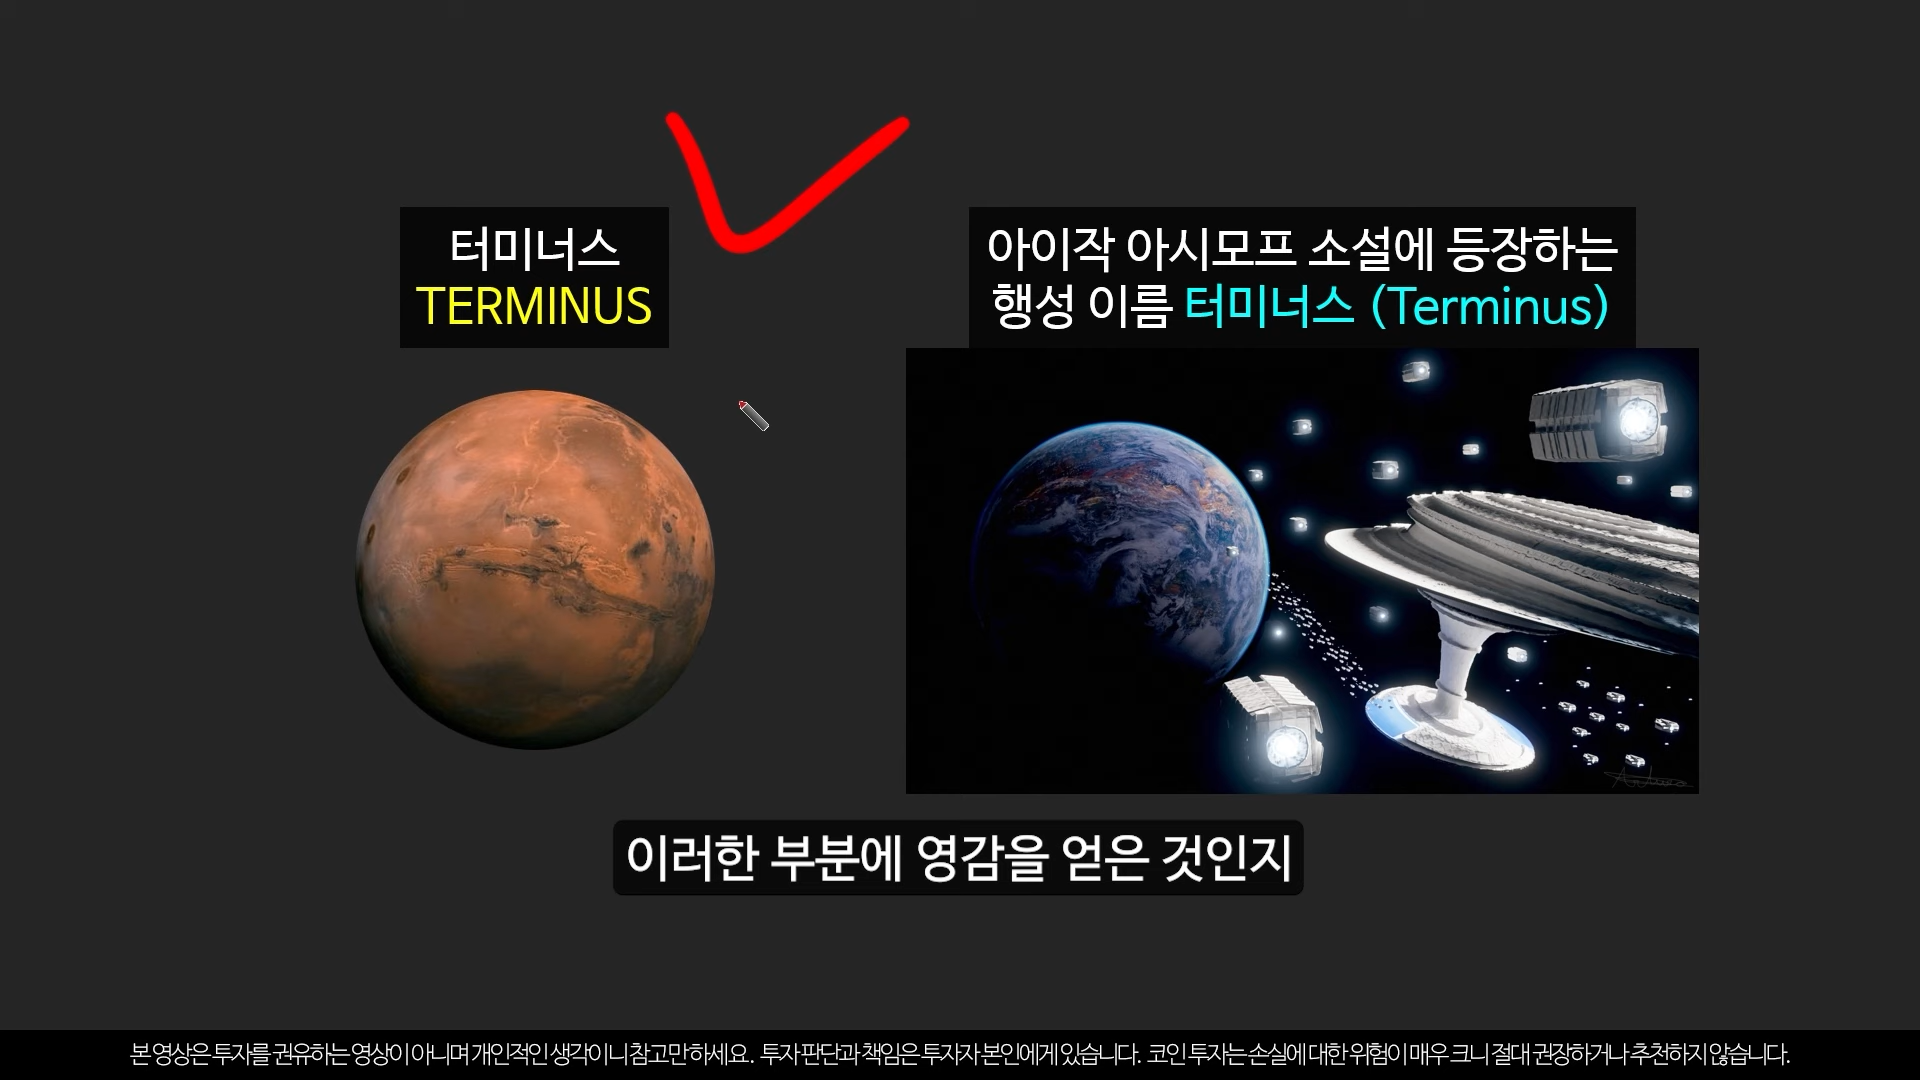 터미너스
TERMINUS
아이작 아시모프 소설에 등장하는
행성 이름 터미너스 (Terminus)
이러한 부분에 영감을 얻은 것인지
본 영상은 투자를 권유하는 영상이 아니며 개인적인 생각이니 참고만 하세요. 투자 판단과 책임은 투자자 본인에게 있습니다. 코인 투자는 손실에 대한 위험이 매우 크니 절대 권장하거나 추천하지 않습니다.